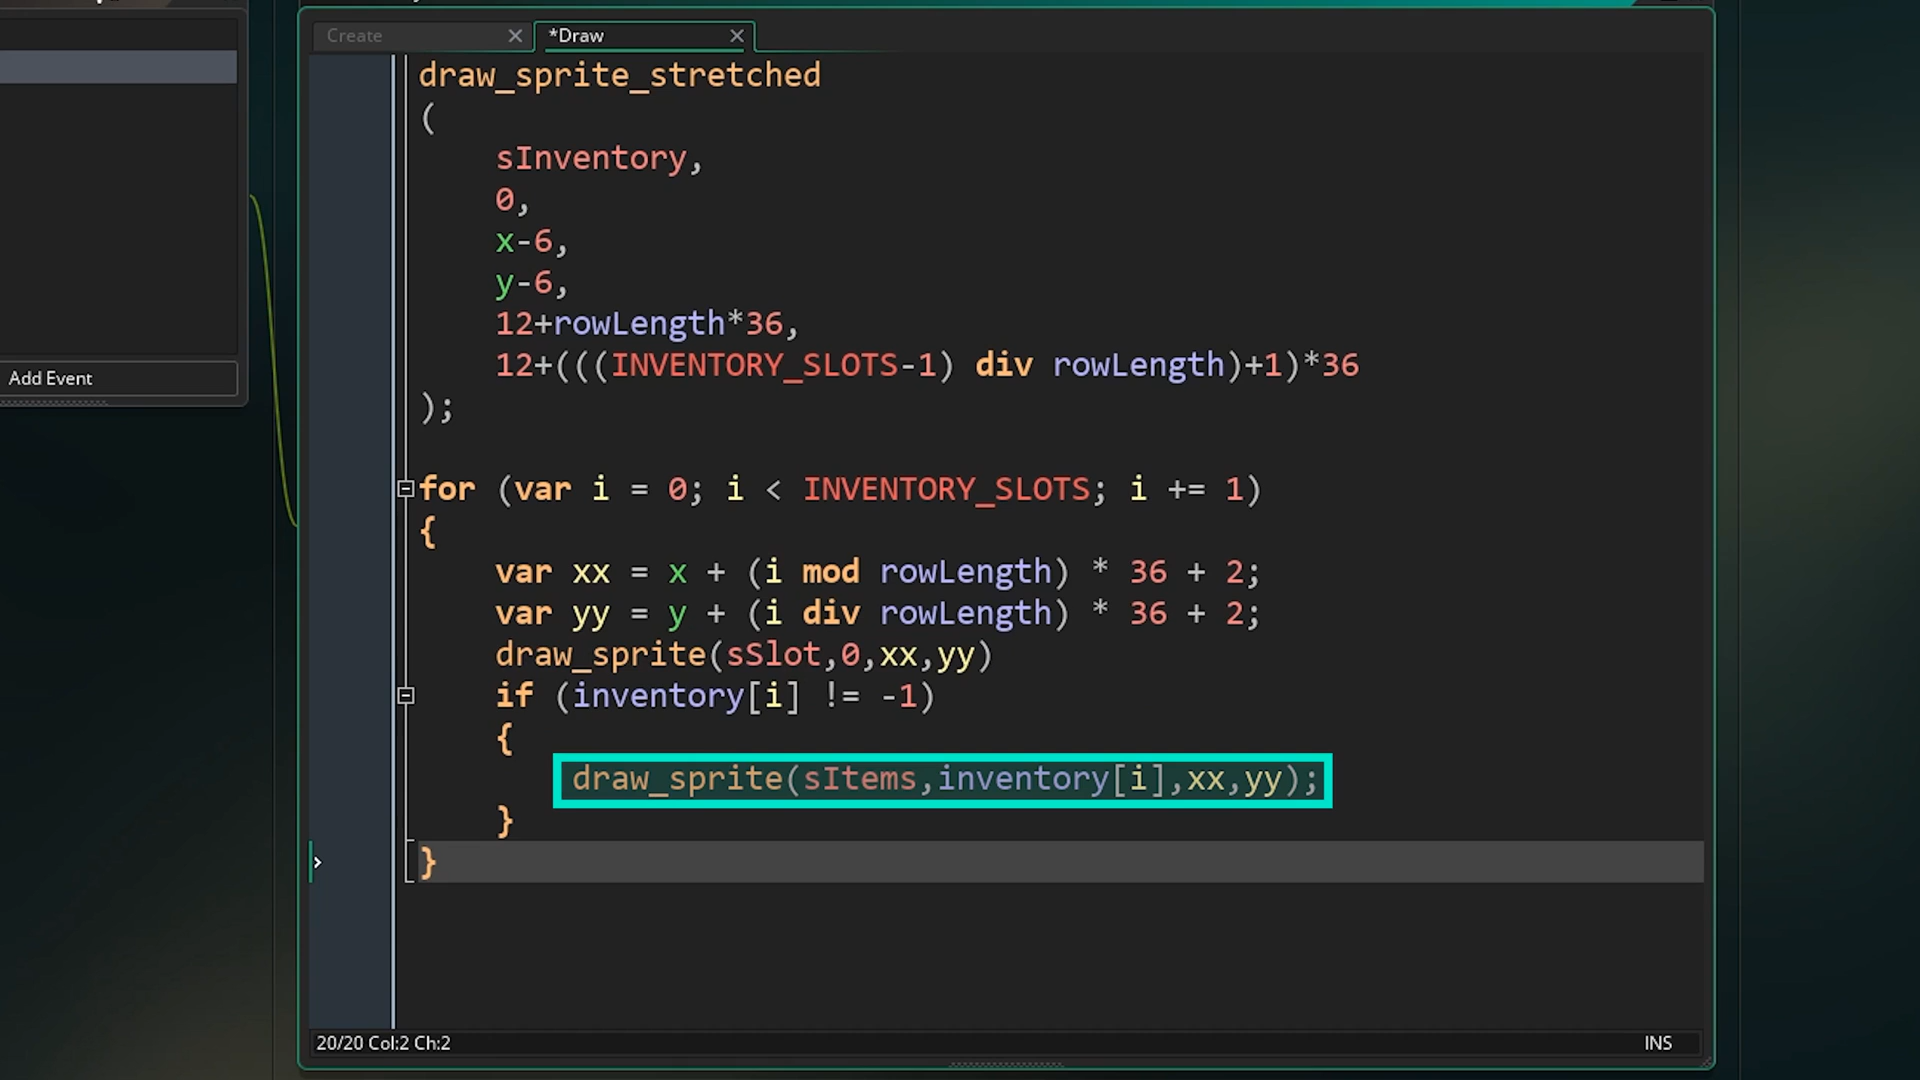 Create
*Draw
draw_sprite_stretched
(
sInventory,
0,
x-6,
y-6,
12+rowLength*36,
12+(((INVENTORY_SLOTS-1) div rowLength)+1)*36
);
for (var i = 0; i < INVENTORY_SLOTS; i += 1)
{
var xx = x + (i mod rowLength) * 36 + 2;
var yy = y + (i div rowLength) * 36 + 2;
draw_sprite(sSlot,0,xx,yy)
if (inventory[i] != -1)
{
draw_sprite(sItems,inventory[i],xx,yy);
}
}
Add Event
20/20 Col:2 Ch:2
INS